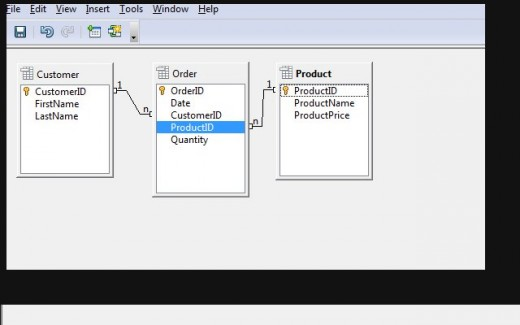 File Edit View Insert Tools Window Help
Customer
CustomerID
FirstName
LastName
1
n
Order
OrderID
Date
CustomerID
ProductID
Quantity
n
1
Product
ProductID
ProductName
ProductPrice